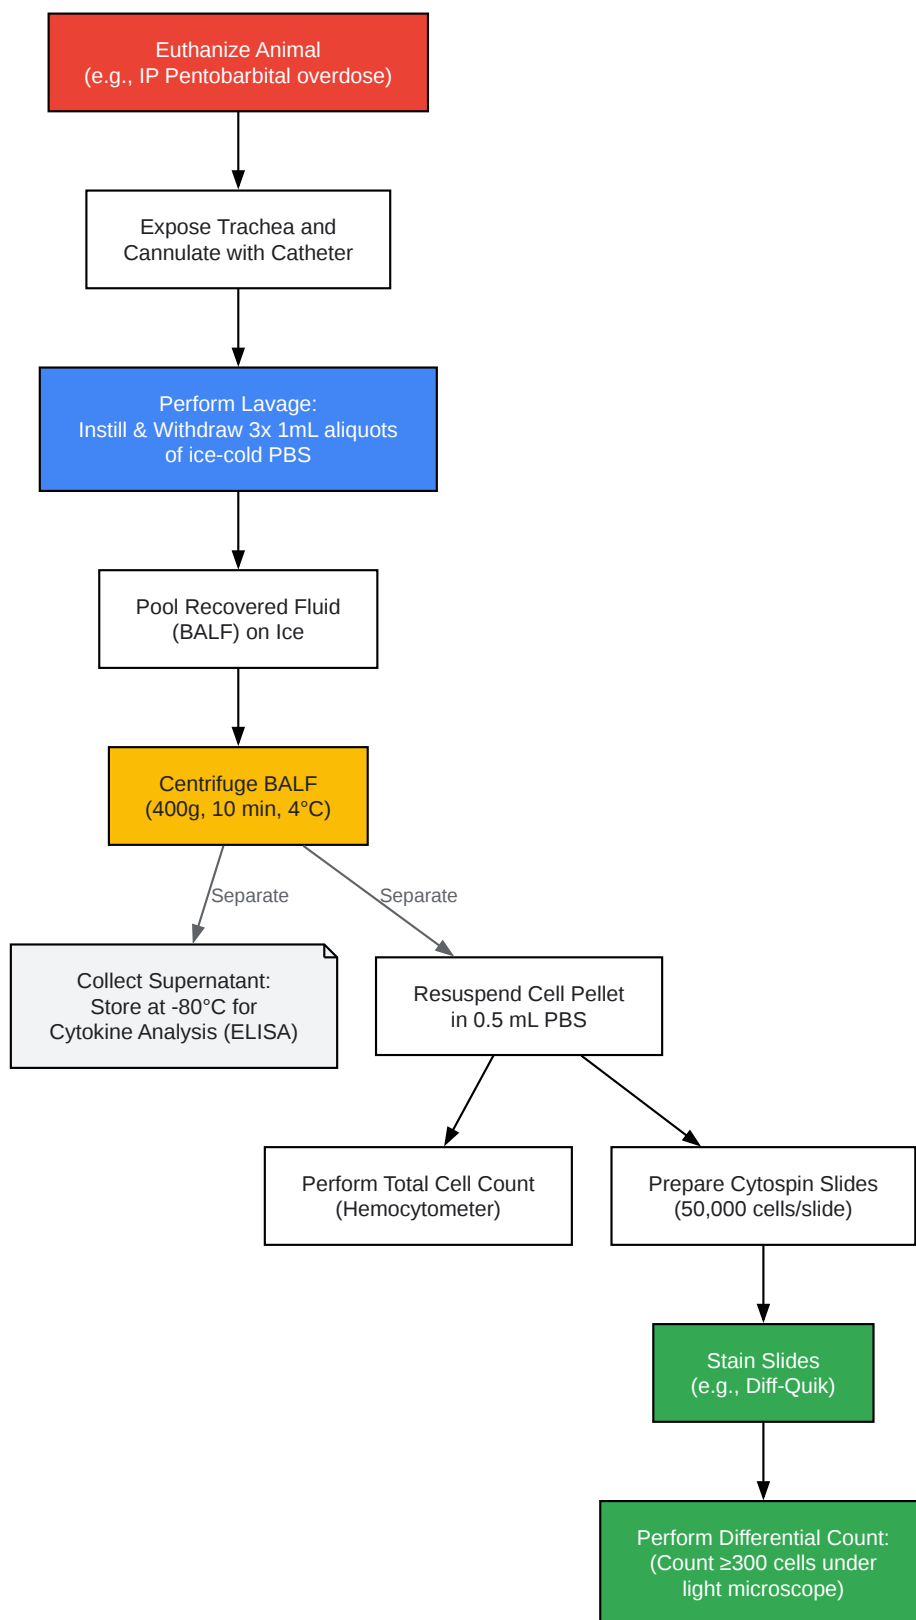 Euthanize Animal
(e.g., IP Pentobarbital overdose)
Expose Trachea and
Cannulate with Catheter
Perform Lavage:
Instill & Withdraw 3x 1mL aliquots
of ice-cold PBS
Pool Recovered Fluid
(BALF) on Ice
Centrifuge BALF
(400g, 10 min, 4°C)
Separate
Separate
Collect Supernatant:
Store at -80°C for
Cytokine Analysis (ELISA)
Resuspend Cell Pellet
in 0.5 mL PBS
Perform Total Cell Count
(Hemocytometer)
Prepare Cytospin Slides
(50,000 cells/slide)
Stain Slides
(e.g., Diff-Quik)
Perform Differential Count:
(Count ≥300 cells under
light microscope)